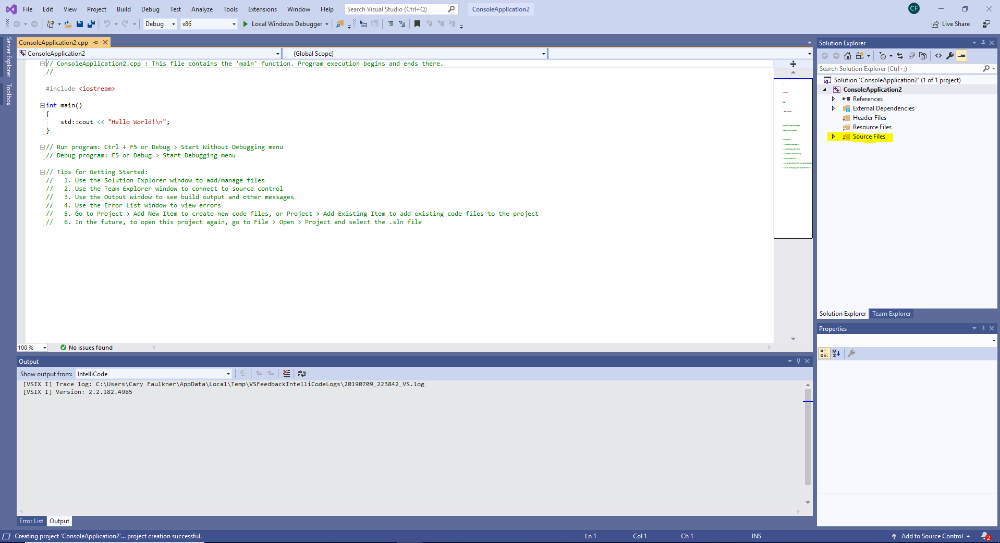 File Edit View Project Build Debug Test Analyze Tools Extensions Window Help Search Visual Studio (Ctrl+Q) ConsoleApplication2 CF
Debug x86 Local Windows Debugger Live Share
Server Explorer
Toolbox
ConsoleApplication2.cpp
ConsoleApplication2 (Global Scope)
// ConsoleApplication2.cpp : This file contains the 'main' function. Program execution begins and ends there.
//
#include <iostream>
int main()
{
std::cout << "Hello World!\n";
}
// Run program: Ctrl + F5 or Debug > Start Without Debugging menu
// Debug program: F5 or Debug > Start Debugging menu
// Tips for Getting Started:
//   1. Use the Solution Explorer window to add/manage files
//   2. Use the Team Explorer window to connect to source control
//   3. Use the Output window to see build output and other messages
//   4. Use the Error List window to view errors
//   5. Go to Project > Add New Item to create new code files, or Project > Add Existing Item to add existing code files to the project
//   6. In the future, to open this project again, go to File > Open > Project and select the .sln file
100 % No issues found
Output
Show output from: IntelliCode
[VSIX I] Trace log: C:\Users\Cary Faulkner\AppData\Local\Temp\VSFeedbackIntelliCodeLogs\20190709_223842_VS.log
[VSIX I] Version: 2.2.182.4985
Error List Output
Solution Explorer
Search Solution Explorer (Ctrl+;)
Solution 'ConsoleApplication2' (1 of 1 project)
ConsoleApplication2
References
External Dependencies
Header Files
Resource Files
Source Files
Solution Explorer Team Explorer
Properties
Creating project 'ConsoleApplication2'... project creation successful. Ln 1 Col 1 Ch 1 INS Add to Source Control 2